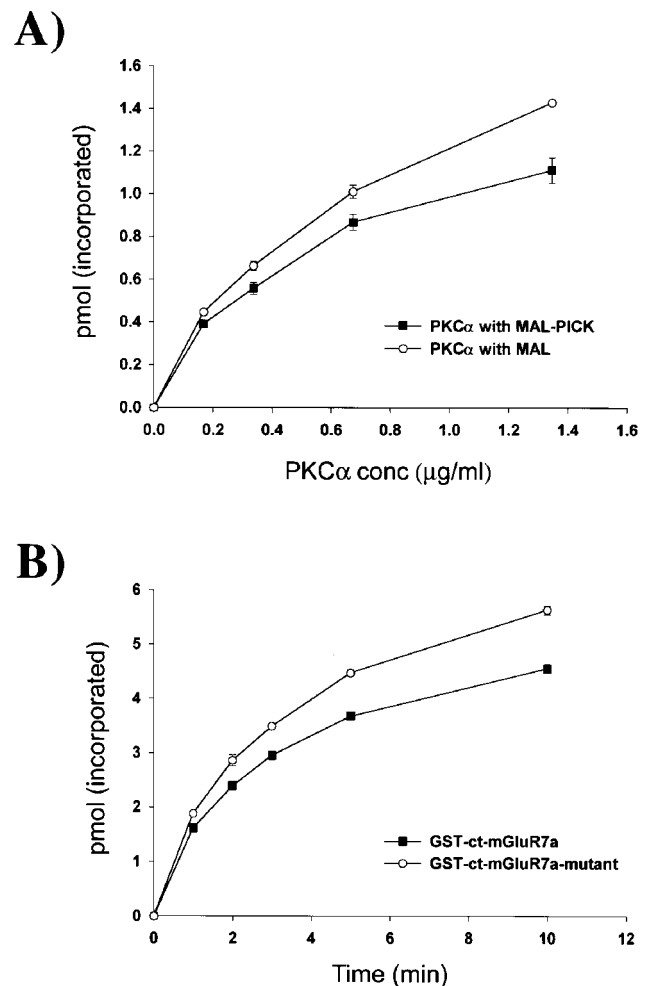 A)
1.6
1.4
1.2
1.0
0.8
0.6
0.4
0.2
0.0
pmol (incorporated)
PKCα with MAL-PICK
PKCα with MAL
0.0 0.2 0.4 0.6 0.8 1.0 1.2 1.4 1.6
PKCα conc (μg/ml)
B)
6
5
4
3
2
1
0
pmol (incorporated)
GST-ct-mGluR7a
GST-ct-mGluR7a-mutant
0 2 4 6 8 10 12
Time (min)